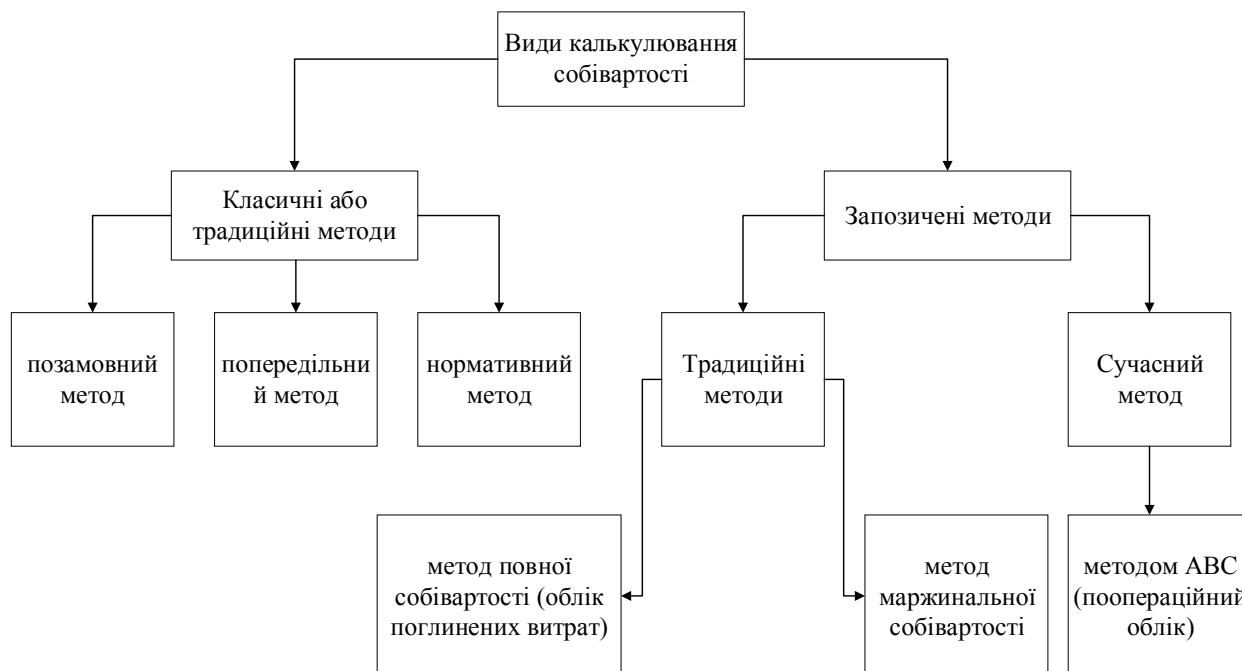 Види калькулювання
собівартості
Класичні або
традиційні методи
Запозичені методи
позамовний
метод
попередільни
й метод
нормативний
метод
Традиційні
методи
Сучасний
метод
метод повної
собівартості (облік
поглинених витрат)
метод
маржинальної
собівартості
методом АВС
(поопераційний
облік)